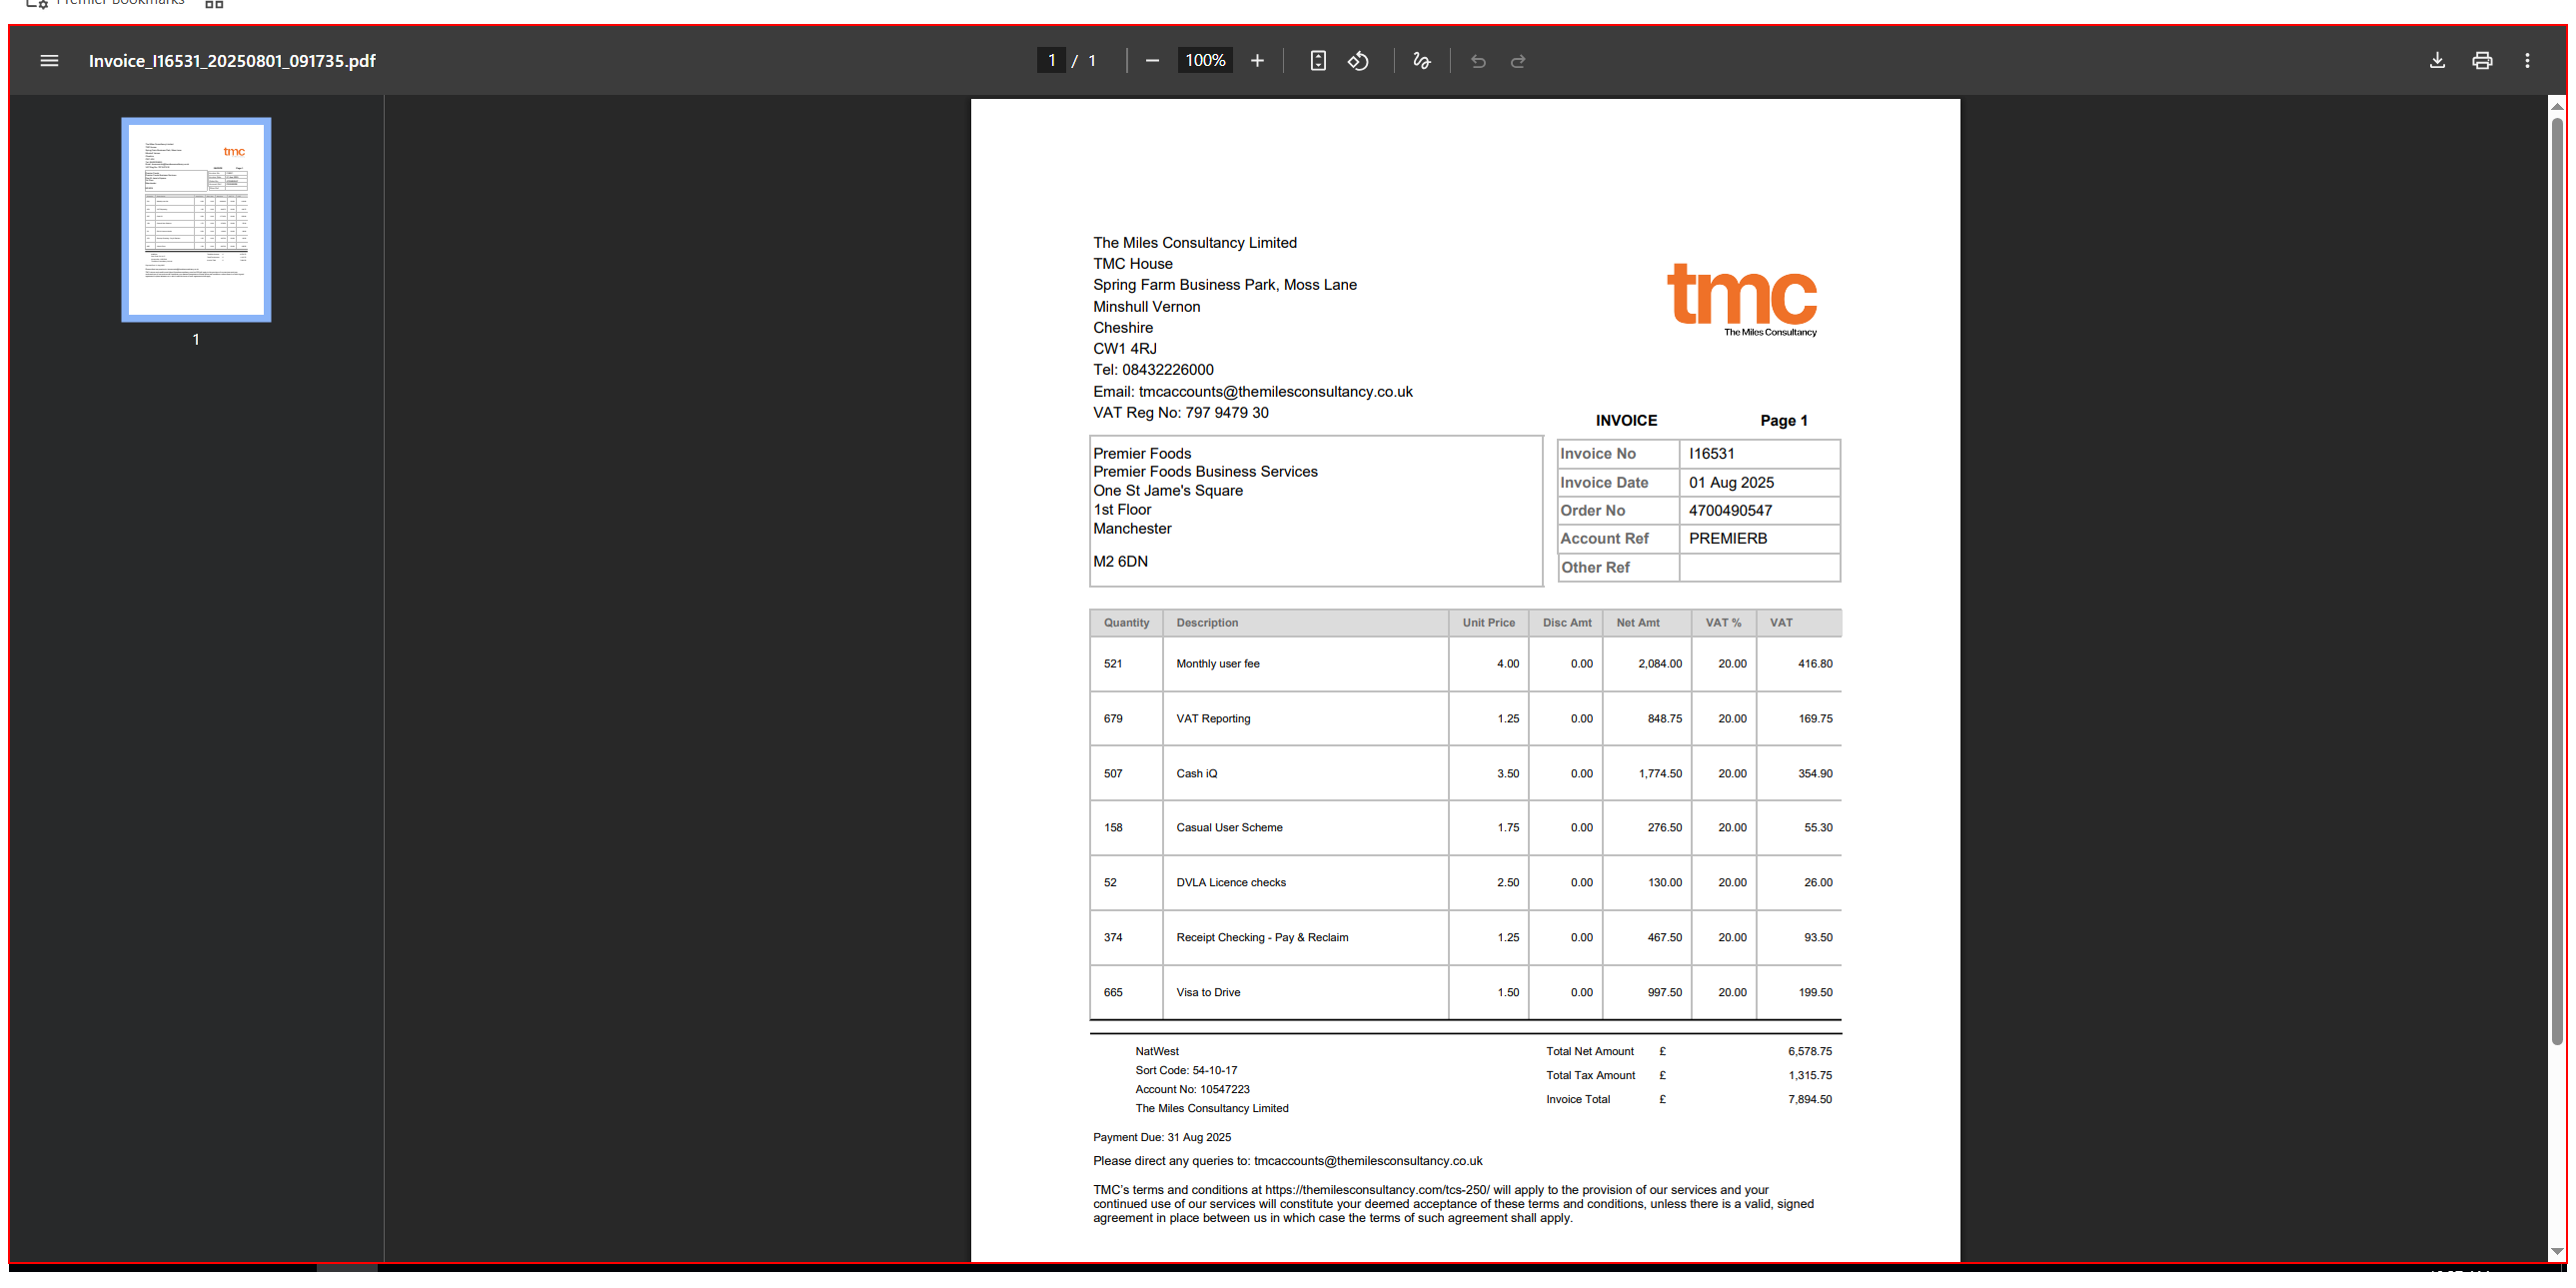 Invoice_I16531_20250801_091735.pdf
1 / 1
100%
1
The Miles Consultancy Limited
TMC House
Spring Farm Business Park, Moss Lane
Minshull Vernon
Cheshire
CW1 4RJ
Tel: 08432226000
Email: tmcaccounts@themilesconsultancy.co.uk
VAT Reg No: 797 9479 30
tmc
The Miles Consultancy
INVOICE Page 1
Premier Foods
Premier Foods Business Services
One St Jame's Square
1st Floor
Manchester
M2 6DN
Invoice No I16531
Invoice Date 01 Aug 2025
Order No 4700490547
Account Ref PREMIERB
Other Ref
Quantity Description Unit Price Disc Amt Net Amt VAT % VAT
521 Monthly user fee 4.00 0.00 2,084.00 20.00 416.80
679 VAT Reporting 1.25 0.00 848.75 20.00 169.75
507 Cash iQ 3.50 0.00 1,774.50 20.00 354.90
158 Casual User Scheme 1.75 0.00 276.50 20.00 55.30
52 DVLA Licence checks 2.50 0.00 130.00 20.00 26.00
374 Receipt Checking - Pay & Reclaim 1.25 0.00 467.50 20.00 93.50
665 Visa to Drive 1.50 0.00 997.50 20.00 199.50
NatWest
Sort Code: 54-10-17
Account No: 10547223
The Miles Consultancy Limited
Total Net Amount £ 6,578.75
Total Tax Amount £ 1,315.75
Invoice Total £ 7,894.50
Payment Due: 31 Aug 2025
Please direct any queries to: tmcaccounts@themilesconsultancy.co.uk
TMC's terms and conditions at https://themilesconsultancy.com/tcs-250/ will apply to the provision of our services and your
continued use of our services will constitute your deemed acceptance of these terms and conditions, unless there is a valid, signed
agreement in place between us in which case the terms of such agreement shall apply.